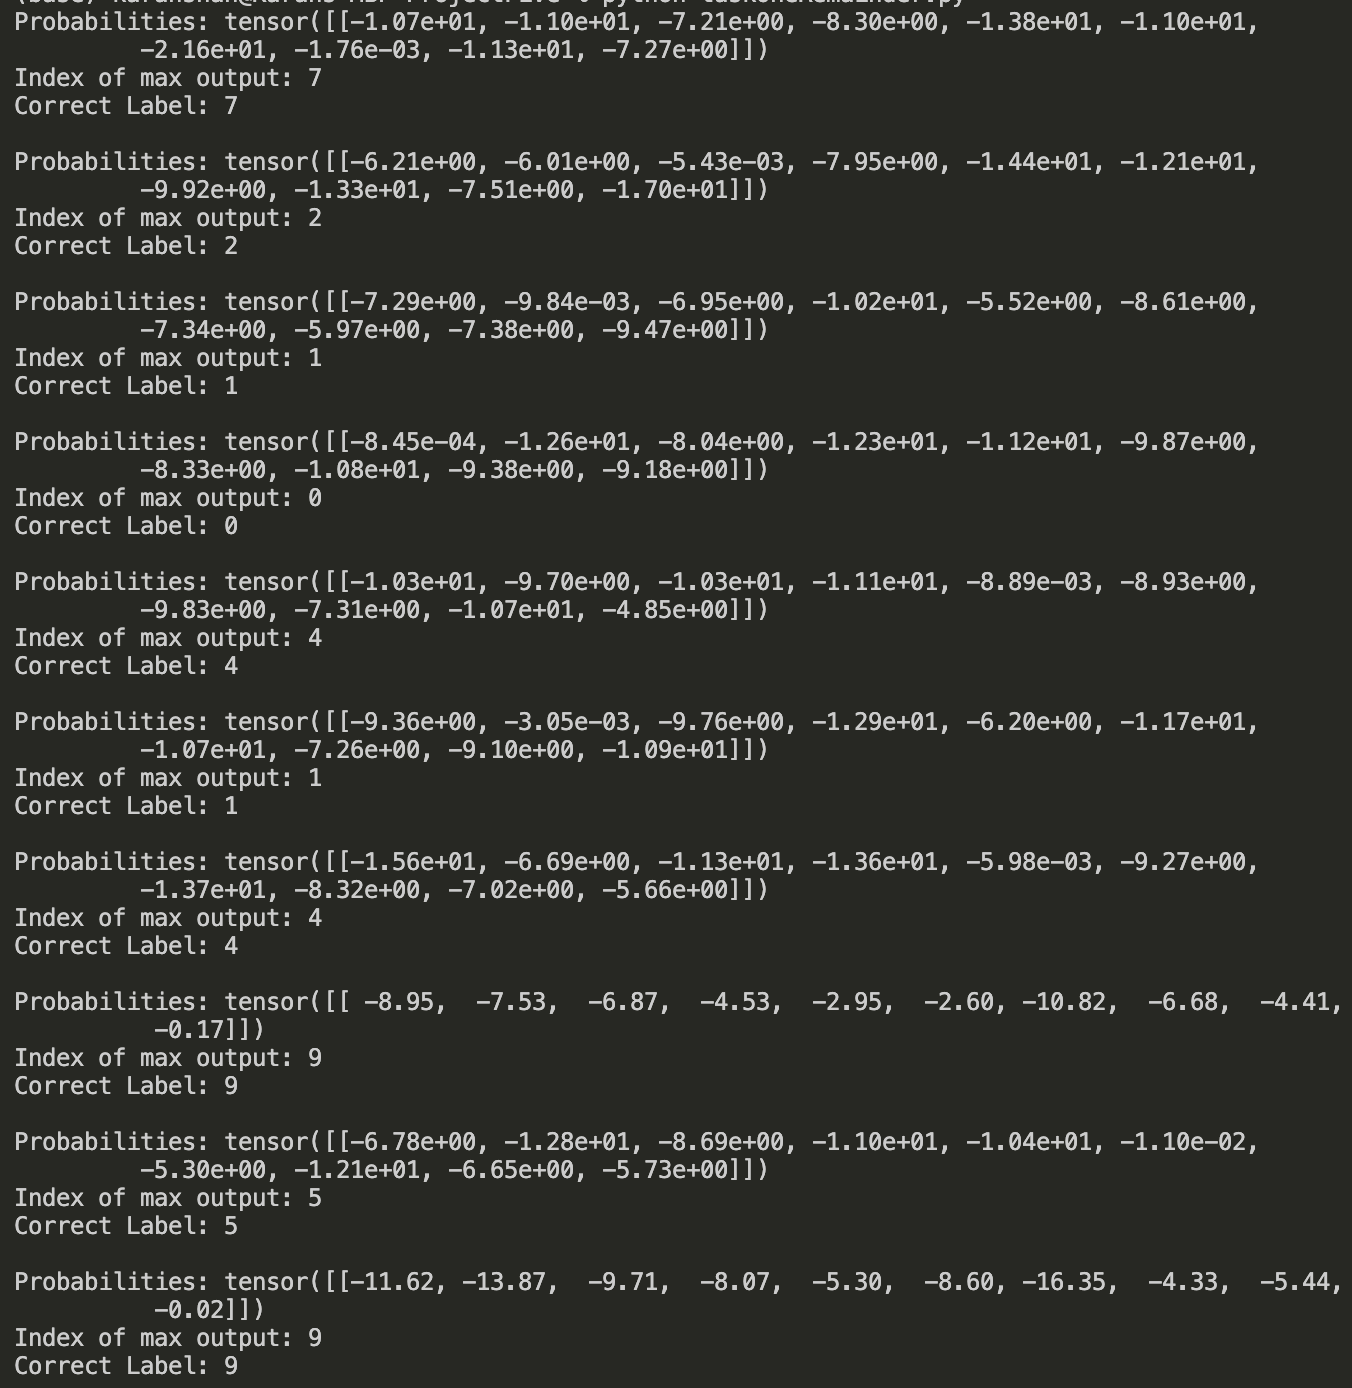 Probabilities: tensor([[-1.07e+01, -1.10e+01, -7.21e+00, -8.30e+00, -1.38e+01, -1.10e+01,
-2.16e+01, -1.76e-03, -1.13e+01, -7.27e+00]])
Index of max output: 7
Correct Label: 7
Probabilities: tensor([[-6.21e+00, -6.01e+00, -5.43e-03, -7.95e+00, -1.44e+01, -1.21e+01,
-9.92e+00, -1.33e+01, -7.51e+00, -1.70e+01]])
Index of max output: 2
Correct Label: 2
Probabilities: tensor([[-7.29e+00, -9.84e-03, -6.95e+00, -1.02e+01, -5.52e+00, -8.61e+00,
-7.34e+00, -5.97e+00, -7.38e+00, -9.47e+00]])
Index of max output: 1
Correct Label: 1
Probabilities: tensor([[-8.45e-04, -1.26e+01, -8.04e+00, -1.23e+01, -1.12e+01, -9.87e+00,
-8.33e+00, -1.08e+01, -9.38e+00, -9.18e+00]])
Index of max output: 0
Correct Label: 0
Probabilities: tensor([[-1.03e+01, -9.70e+00, -1.03e+01, -1.11e+01, -8.89e-03, -8.93e+00,
-9.83e+00, -7.31e+00, -1.07e+01, -4.85e+00]])
Index of max output: 4
Correct Label: 4
Probabilities: tensor([[-9.36e+00, -3.05e-03, -9.76e+00, -1.29e+01, -6.20e+00, -1.17e+01,
-1.07e+01, -7.26e+00, -9.10e+00, -1.09e+01]])
Index of max output: 1
Correct Label: 1
Probabilities: tensor([[-1.56e+01, -6.69e+00, -1.13e+01, -1.36e+01, -5.98e-03, -9.27e+00,
-1.37e+01, -8.32e+00, -7.02e+00, -5.66e+00]])
Index of max output: 4
Correct Label: 4
Probabilities: tensor([[ -8.95, -7.53, -6.87, -4.53, -2.95, -2.60, -10.82, -6.68, -4.41,
-0.17]])
Index of max output: 9
Correct Label: 9
Probabilities: tensor([[-6.78e+00, -1.28e+01, -8.69e+00, -1.10e+01, -1.04e+01, -1.10e-02,
-5.30e+00, -1.21e+01, -6.65e+00, -5.73e+00]])
Index of max output: 5
Correct Label: 5
Probabilities: tensor([[-11.62, -13.87, -9.71, -8.07, -5.30, -8.60, -16.35, -4.33, -5.44,
-0.02]])
Index of max output: 9
Correct Label: 9